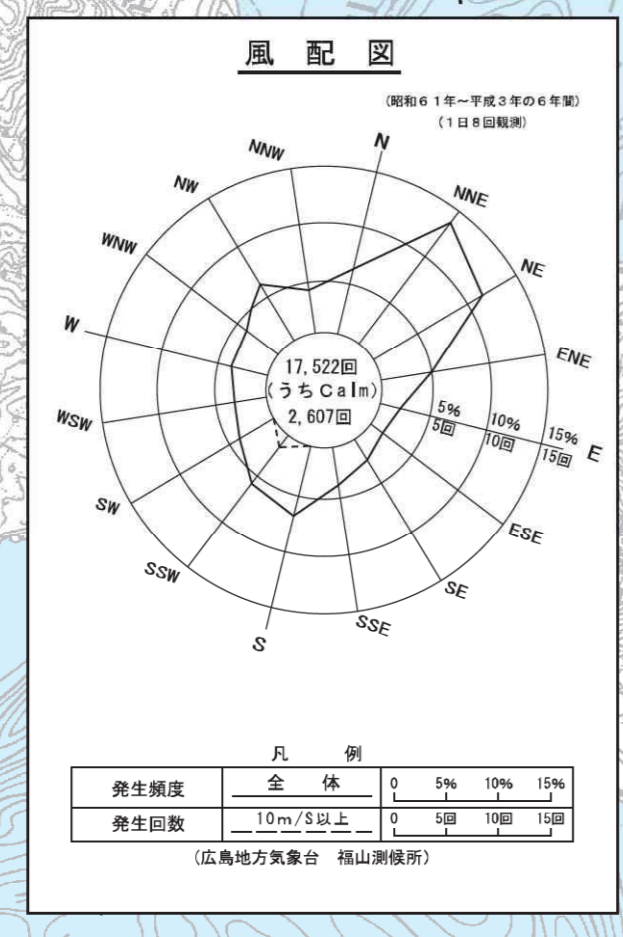 風配図
(昭和61年~平成3年の6年間)
(1日8回観測)
N
NNE
NE
ENE
E
ESE
SE
SSE
S
SSW
SW
WSW
W
WNW
NW
NNW
17,522回
(うちCalm)
2,607回
5% 10% 15%
5回 10回 15回
凡例
発生頻度 全体 0 5% 10% 15%
発生回数 10m/S以上 0 5回 10回 15回
(広島地方気象台 福山測候所)